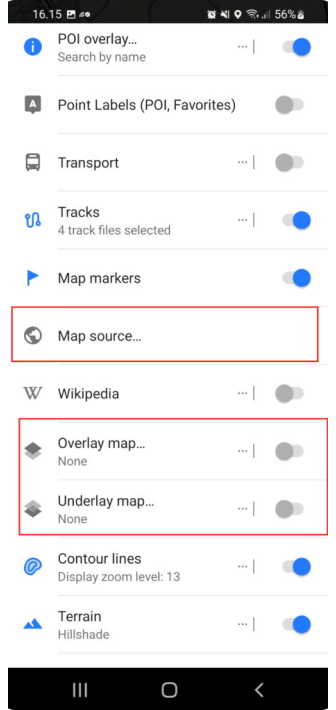 16.15
56%
POI overlay...
Search by name
Point Labels (POI, Favorites)
Transport
Tracks
4 track files selected
Map markers
Map source...
W Wikipedia
Overlay map...
None
Underlay map...
None
Contour lines
Display zoom level: 13
Terrain
Hillshade